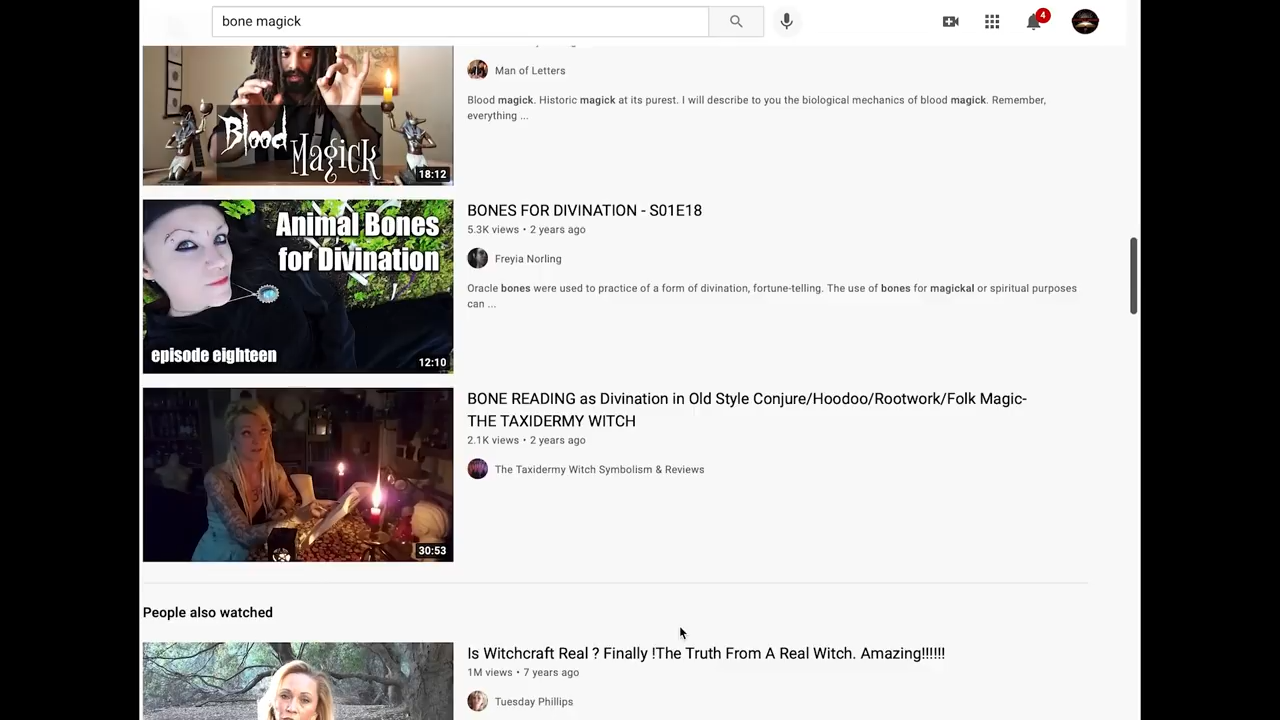 bone magick
4
Man of Letters
Blood magick. Historic magick at its purest. I will describe to you the biological mechanics of blood magick. Remember,
everything ...
Blood
Magick
18:12
BONES FOR DIVINATION - S01E18
5.3K views • 2 years ago
Freyia Norling
Oracle bones were used to practice of a form of divination, fortune-telling. The use of bones for magickal or spiritual purposes
can ...
Animal Bones
for Divination
episode eighteen
12:10
BONE READING as Divination in Old Style Conjure/Hoodoo/Rootwork/Folk Magic-
THE TAXIDERMY WITCH
2.1K views • 2 years ago
The Taxidermy Witch Symbolism & Reviews
30:53
People also watched
Is Witchcraft Real ? Finally !The Truth From A Real Witch. Amazing!!!!!!
1M views • 7 years ago
Tuesday Phillips